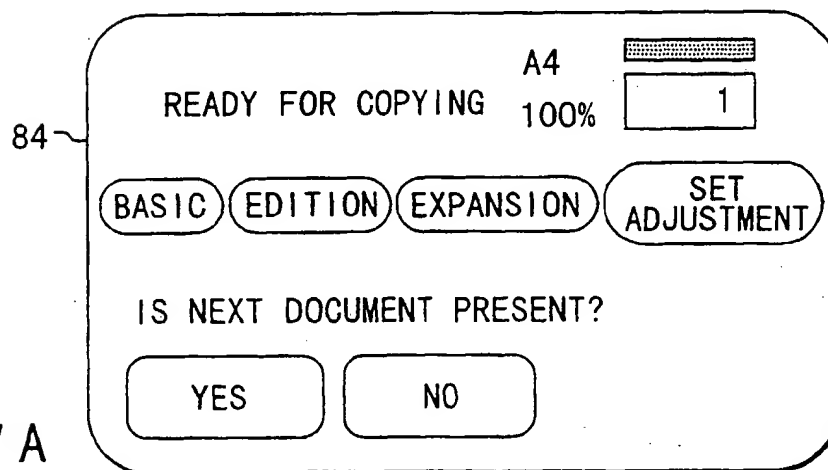 A4
READY FOR COPYING 100% 1
84
BASIC EDITION EXPANSION SET ADJUSTMENT
IS NEXT DOCUMENT PRESENT?
YES NO
A